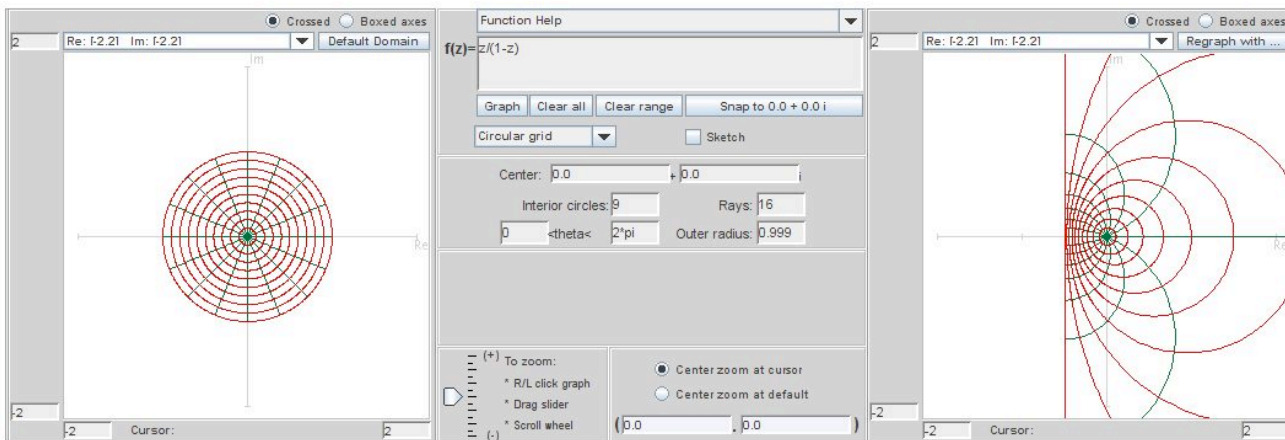 Crossed Boxed axes
2 Re: [-2.2] Im: [-2.2] Default Domain
Im
Re
-2
-2 Cursor: 2
Function Help
f(z)= z/(1-z)
Graph Clear all Clear range Snap to 0.0 + 0.0 i
Circular grid Sketch
Center: 0.0 + 0.0 i
Interior circles: 9 Rays: 16
0 <theta< 2*pi Outer radius: 0.999
(+) To zoom:
* R/L click graph
* Drag slider
* Scroll wheel
(-)
Center zoom at cursor
Center zoom at default
( 0.0 , 0.0 )
Crossed Boxed axes
2 Re: [-2.2] Im: [-2.2] Regraph with ...
Im
Re
-2
-2 Cursor: 2